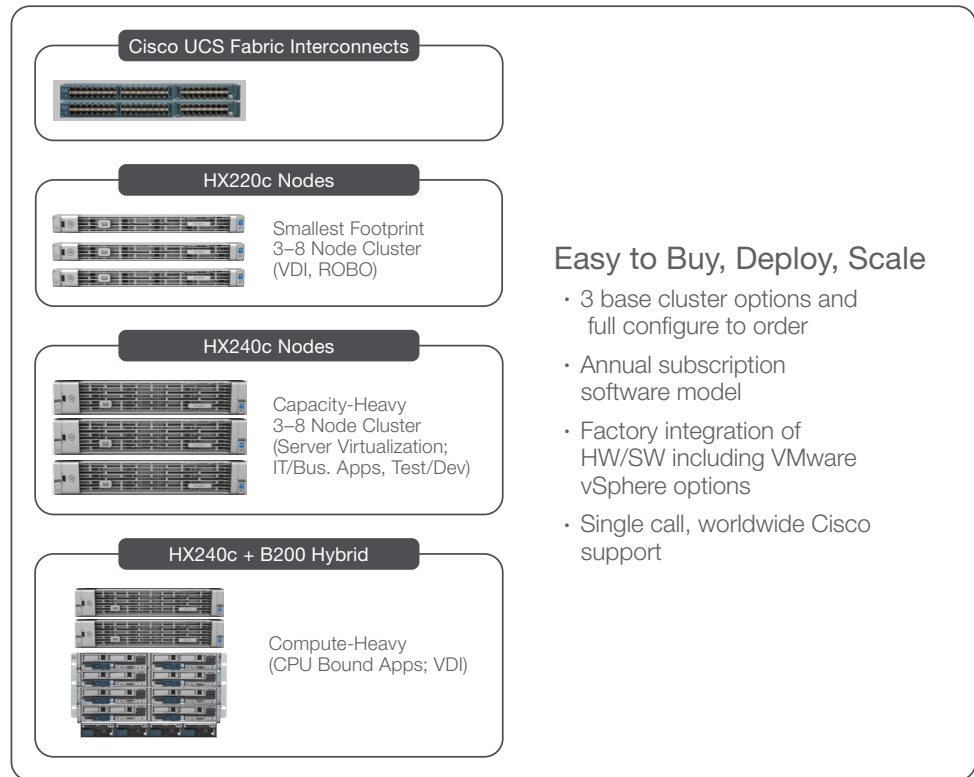 Cisco UCS Fabric Interconnects
HX220c Nodes
Smallest Footprint
3–8 Node Cluster
(VDI, ROBO)
HX240c Nodes
Capacity-Heavy
3–8 Node Cluster
(Server Virtualization;
IT/Bus. Apps, Test/Dev)
HX240c + B200 Hybrid
Compute-Heavy
(CPU Bound Apps; VDI)
Easy to Buy, Deploy, Scale
· 3 base cluster options and
full configure to order
· Annual subscription
software model
· Factory integration of
HW/SW including VMware
vSphere options
· Single call, worldwide Cisco
support